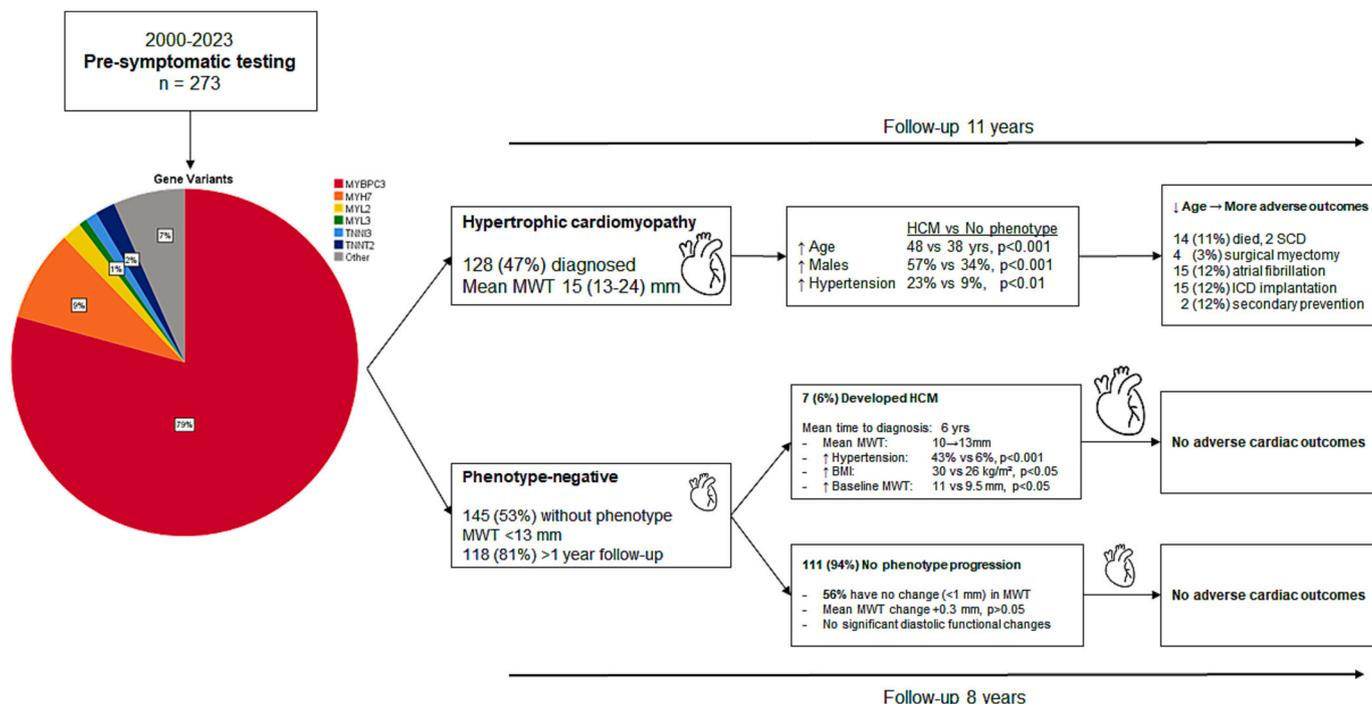 2000-2023
Pre-symptomatic testing
n = 273
Gene Variants
MYBPC3
MYH7
MYL2
MYL3
TNNI3
TNNT2
Other
7%
2%
1%
9%
79%
Follow-up 11 years
Hypertrophic cardiomyopathy
128 (47%) diagnosed
Mean MWT 15 (13-24) mm
HCM vs No phenotype
↑ Age 48 vs 38 yrs, p<0.001
↑ Males 57% vs 34%, p<0.001
↑ Hypertension 23% vs 9%, p<0.01
↓ Age → More adverse outcomes
14 (11%) died, 2 SCD
4 (3%) surgical myectomy
15 (12%) atrial fibrillation
15 (12%) ICD implantation
2 (12%) secondary prevention
Phenotype-negative
145 (53%) without phenotype
MWT <13 mm
118 (81%) >1 year follow-up
7 (6%) Developed HCM
Mean time to diagnosis: 6 yrs
- Mean MWT: 10→13mm
- ↑ Hypertension: 43% vs 6%, p<0.001
- ↑ BMI: 30 vs 26 kg/m², p<0.05
- ↑ Baseline MWT: 11 vs 9.5 mm, p<0.05
No adverse cardiac outcomes
111 (94%) No phenotype progression
- 56% have no change (<1 mm) in MWT
- Mean MWT change +0.3 mm, p>0.05
- No significant diastolic functional changes
No adverse cardiac outcomes
Follow-up 8 years